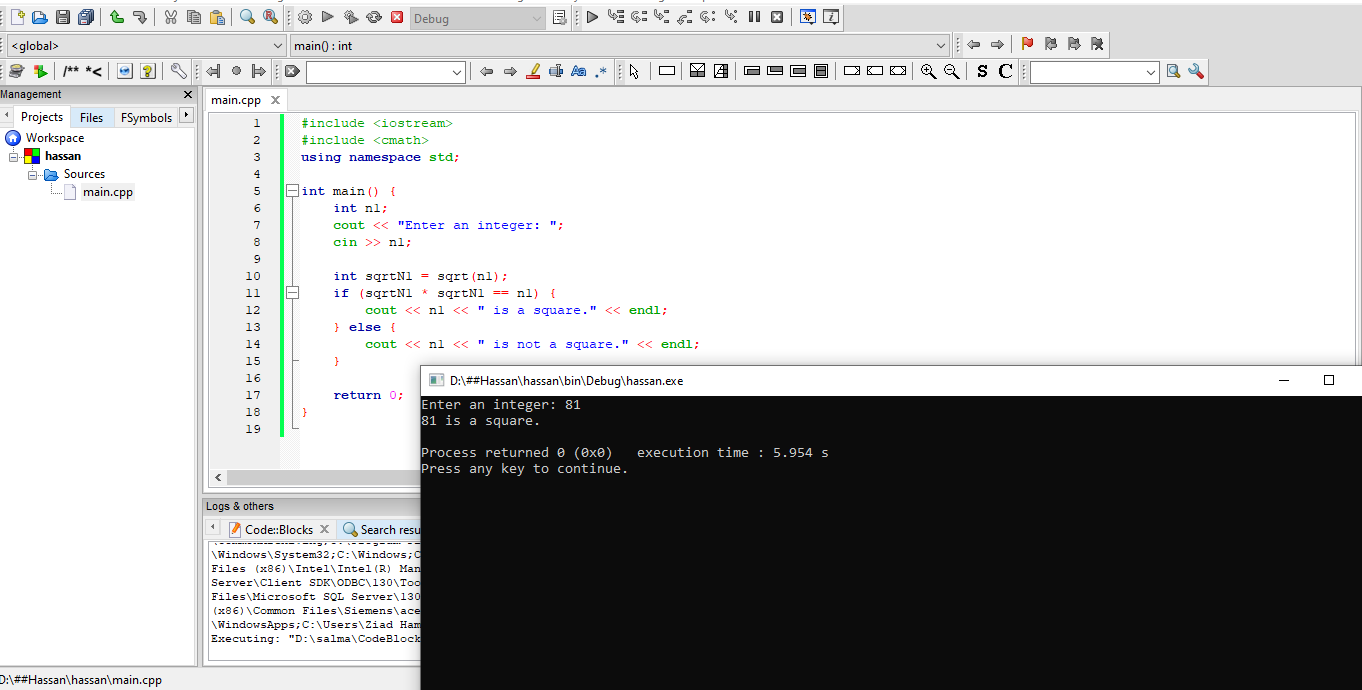 Debug
<global>
main() : int
/** *<
Aa .*
S C
Management
Projects Files FSymbols
Workspace
hassan
Sources
main.cpp
main.cpp
1 #include <iostream>
2 #include <cmath>
3 using namespace std;
4
5 int main() {
6 int n1;
7 cout << "Enter an integer: ";
8 cin >> n1;
9
10 int sqrtN1 = sqrt(n1);
11 if (sqrtN1 * sqrtN1 == n1) {
12 cout << n1 << " is a square." << endl;
13 } else {
14 cout << n1 << " is not a square." << endl;
15 }
16
17 return 0;
18 }
19
D:\##Hassan\hassan\bin\Debug\hassan.exe
Enter an integer: 81
81 is a square.
Process returned 0 (0x0) execution time : 5.954 s
Press any key to continue.
Logs & others
Code::Blocks
Search resu
\Windows\System32;C:\Windows;C
Files (x86)\Intel\Intel(R) Man
Server\Client SDK\ODBC\130\Too
Files\Microsoft SQL Server\130
(x86)\Common Files\Siemens\ace
\WindowsApps;C:\Users\Ziad Ham
Executing: "D:\salma\CodeBlock
D:\##Hassan\hassan\main.cpp